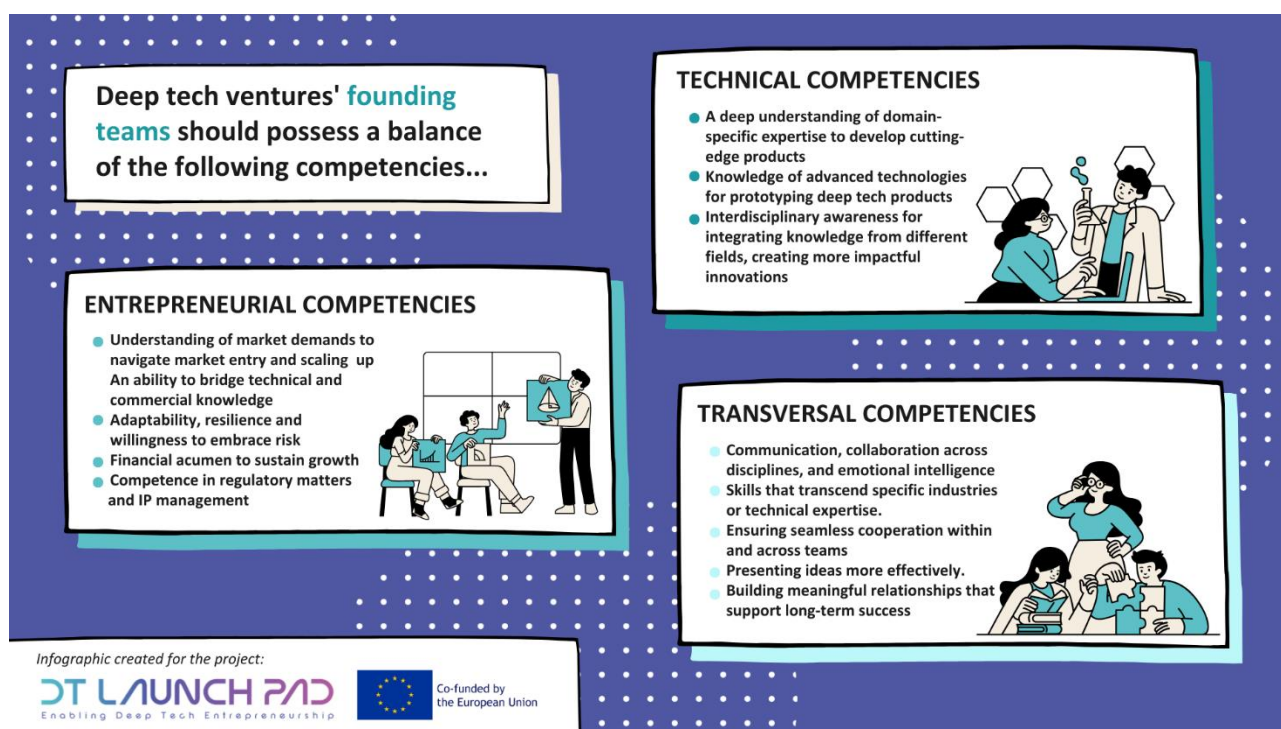 Deep tech ventures' founding
teams should possess a balance
of the following competencies...
ENTREPRENEURIAL COMPETENCIES
Understanding of market demands to
navigate market entry and scaling up
An ability to bridge technical and
commercial knowledge
Adaptability, resilience and
willingness to embrace risk
Financial acumen to sustain growth
Competence in regulatory matters
and IP management
TECHNICAL COMPETENCIES
A deep understanding of domain-
specific expertise to develop cutting-
edge products
Knowledge of advanced technologies
for prototyping deep tech products
Interdisciplinary awareness for
integrating knowledge from different
fields, creating more impactful
innovations
TRANSVERSAL COMPETENCIES
Communication, collaboration across
disciplines, and emotional intelligence
Skills that transcend specific industries
or technical expertise.
Ensuring seamless cooperation within
and across teams
Presenting ideas more effectively.
Building meaningful relationships that
support long-term success
Infographic created for the project:
DT LAUNCH PAD
Enabling Deep Tech Entrepreneurship
Co-funded by
the European Union